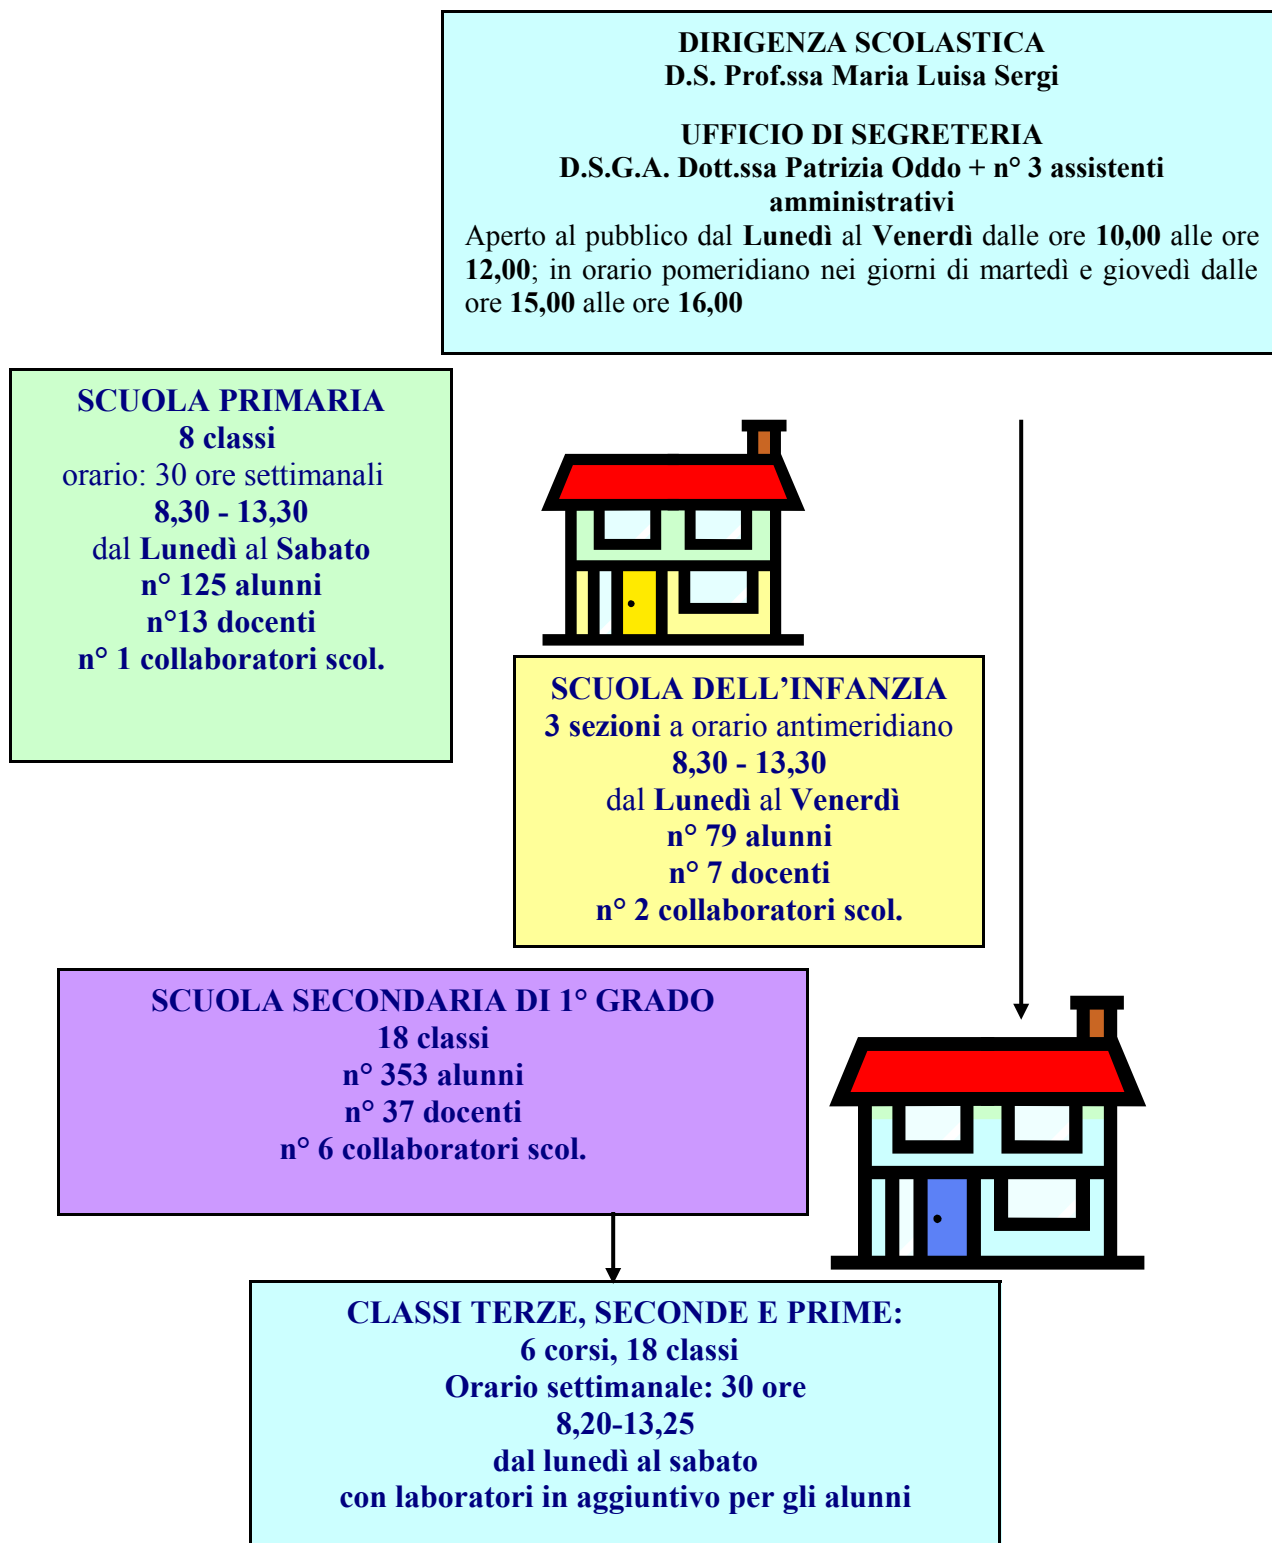 DIRIGENZA SCOLASTICA
D.S. Prof.ssa Maria Luisa Sergi
UFFICIO DI SEGRETERIA
D.S.G.A. Dott.ssa Patrizia Oddo + n° 3 assistenti
amministrativi
Aperto al pubblico dal Lunedì al Venerdì dalle ore 10,00 alle ore
12,00; in orario pomeridiano nei giorni di martedì e giovedì dalle
ore 15,00 alle ore 16,00
SCUOLA PRIMARIA
8 classi
orario: 30 ore settimanali
8,30 - 13,30
dal Lunedì al Sabato
n° 125 alunni
n°13 docenti
n° 1 collaboratori scol.
SCUOLA DELL’INFANZIA
3 sezioni a orario antimeridiano
8,30 - 13,30
dal Lunedì al Venerdì
n° 79 alunni
n° 7 docenti
n° 2 collaboratori scol.
SCUOLA SECONDARIA DI 1° GRADO
18 classi
n° 353 alunni
n° 37 docenti
n° 6 collaboratori scol.
CLASSI TERZE, SECONDE E PRIME:
6 corsi, 18 classi
Orario settimanale: 30 ore
8,20-13,25
dal lunedì al sabato
con laboratori in aggiuntivo per gli alunni